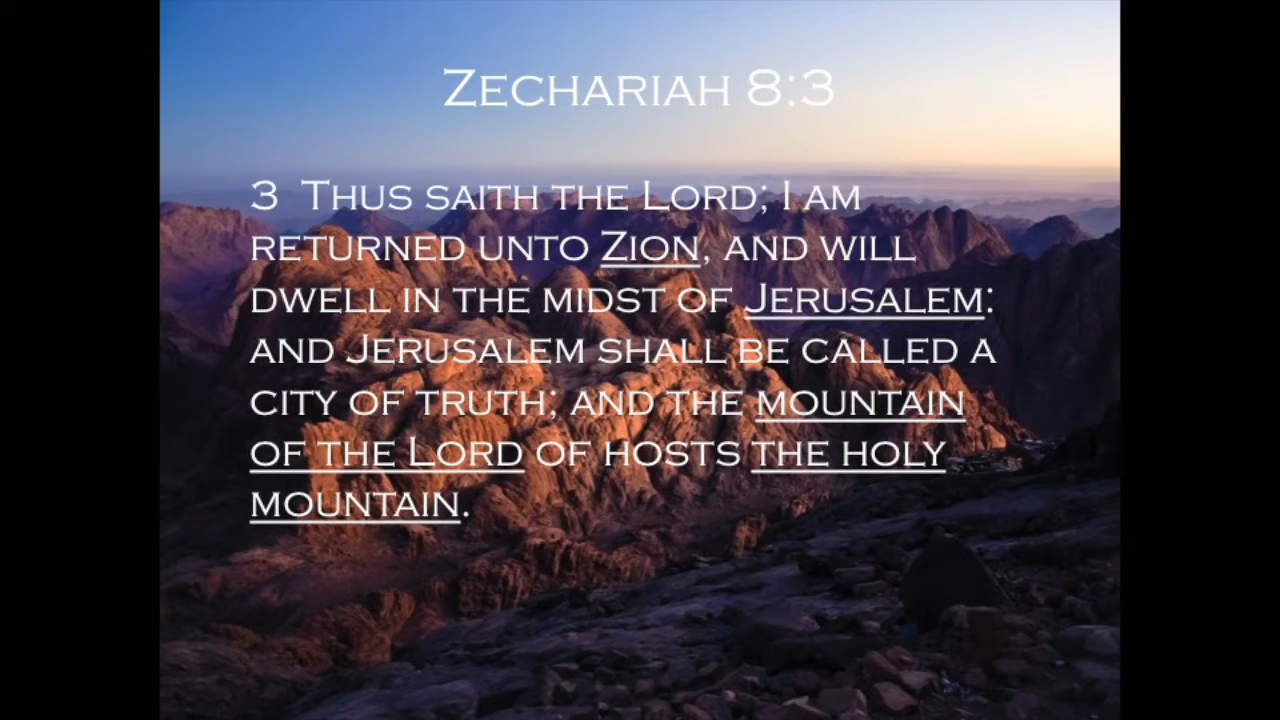 Zechariah 8:3
3 Thus saith the Lord; I am
returned unto Zion, and will
dwell in the midst of Jerusalem:
and Jerusalem shall be called a
city of truth; and the mountain
of the Lord of hosts the holy
mountain.